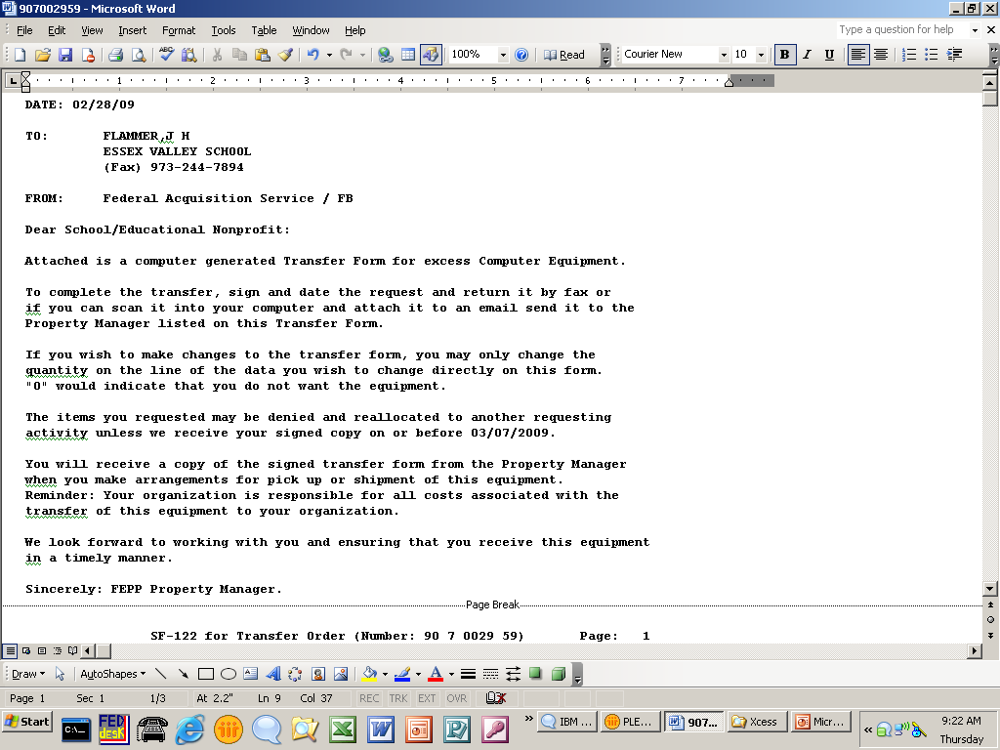 907002959 - Microsoft Word
File Edit View Insert Format Tools Table Window Help
Type a question for help
100%
Read
Courier New
10
B I U
1 2 3 4 5 6 7
DATE: 02/28/09
TO: FLAMMER,J H
ESSEX VALLEY SCHOOL
(Fax) 973-244-7894
FROM: Federal Acquisition Service / FB
Dear School/Educational Nonprofit:
Attached is a computer generated Transfer Form for excess Computer Equipment.
To complete the transfer, sign and date the request and return it by fax or
if you can scan it into your computer and attach it to an email send it to the
Property Manager listed on this Transfer Form.
If you wish to make changes to the transfer form, you may only change the
quantity on the line of the data you wish to change directly on this form.
"0" would indicate that you do not want the equipment.
The items you requested may be denied and reallocated to another requesting
activity unless we receive your signed copy on or before 03/07/2009.
You will receive a copy of the signed transfer form from the Property Manager
when you make arrangements for pick up or shipment of this equipment.
Reminder: Your organization is responsible for all costs associated with the
transfer of this equipment to your organization.
We look forward to working with you and ensuring that you receive this equipment
in a timely manner.
Sincerely: FEPP Property Manager.
Page Break
SF-122 for Transfer Order (Number: 90 7 0029 59) Page: 1
Draw AutoShapes
Page 1 Sec 1 1/3 At 2.2" Ln 9 Col 37 REC TRK EXT OVR
Start
C:\_
FED desk
IBM ...
PLE...
907...
Xcess
Micr...
9:22 AM
Thursday